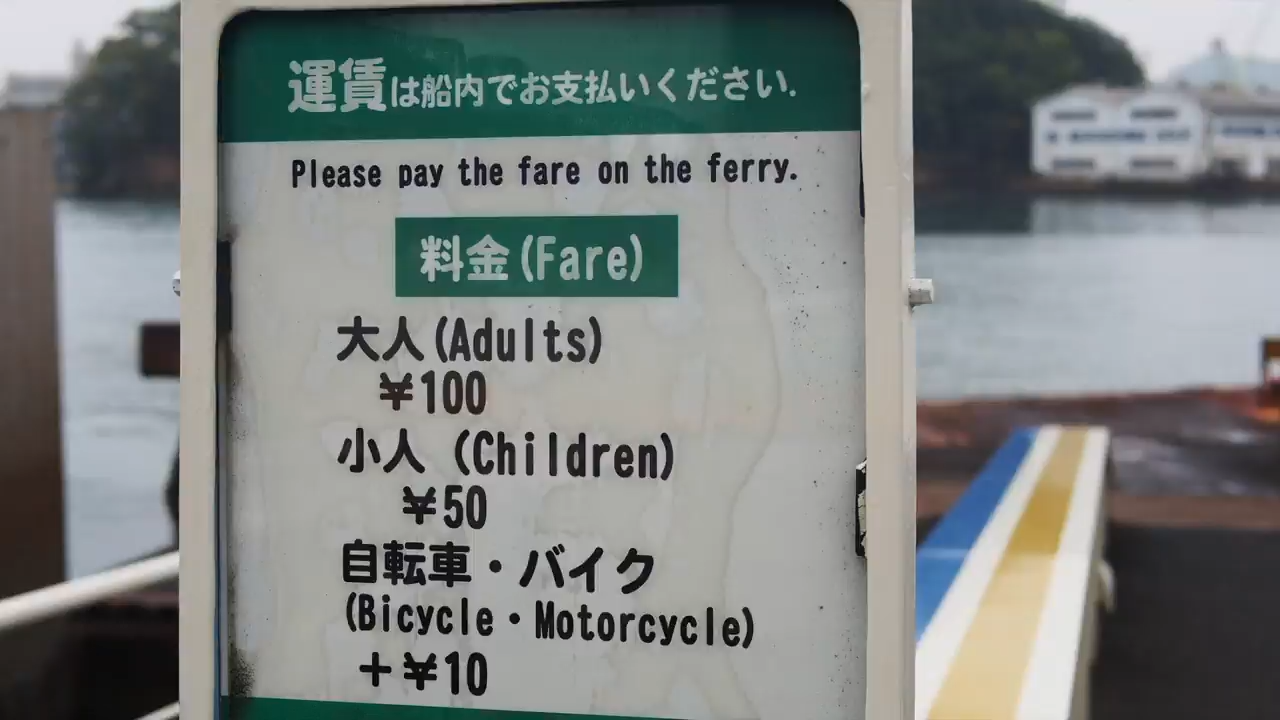 運賃は船内でお支払いください.
Please pay the fare on the ferry.
料金(Fare)
大人(Adults)
¥100
小人 (Children)
¥50
自転車・バイク
(Bicycle・Motorcycle)
+¥10